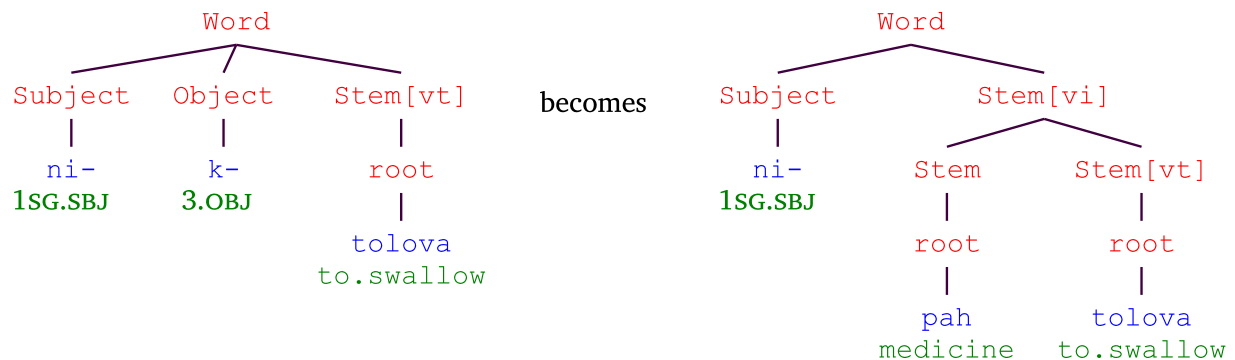 Word Word
Subject Object Stem[vt] becomes Subject Stem[vi]
ni- k- root ni- Stem Stem[vt]
1SG.SBJ 3.OBJ 1SG.SBJ
tolova root root
to.swallow
pah tolova
medicine to.swallow